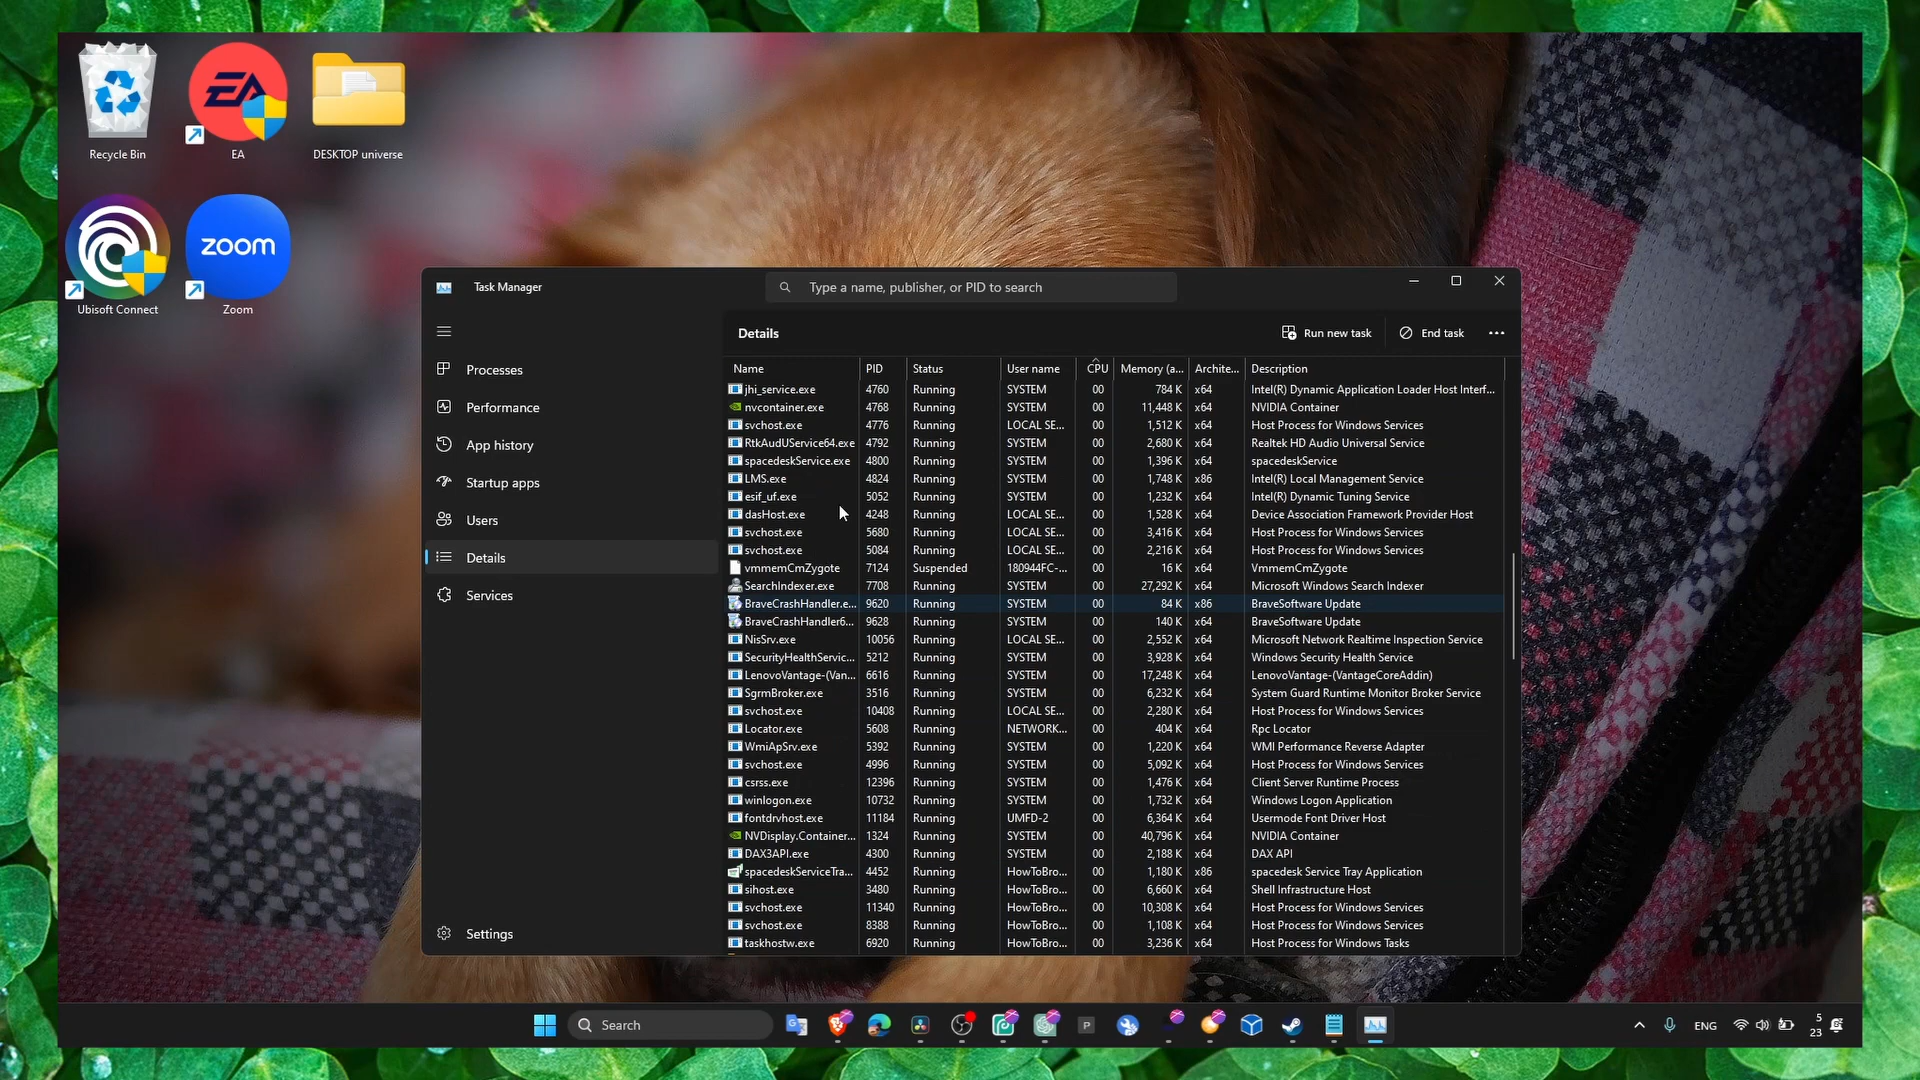 Recycle Bin
EA
EA
DESKTOP universe
Ubisoft Connect
zoom
Zoom
Task Manager
Type a name, publisher, or PID to search
Processes
Performance
App history
Startup apps
Users
Details
Services
Settings
Details
Run new task
End task
Name PID Status User name CPU Memory (a... Archite... Description
jhi_service.exe 4760 Running SYSTEM 00 784 K x64 Intel(R) Dynamic Application Loader Host Interf...
nvcontainer.exe 4768 Running SYSTEM 00 11,448 K x64 NVIDIA Container
svchost.exe 4776 Running LOCAL SE... 00 1,512 K x64 Host Process for Windows Services
RtkAudUService64.exe 4792 Running SYSTEM 00 2,680 K x64 Realtek HD Audio Universal Service
spacedeskService.exe 4800 Running SYSTEM 00 1,396 K x64 spacedeskService
LMS.exe 4824 Running SYSTEM 00 1,748 K x86 Intel(R) Local Management Service
esif_uf.exe 5052 Running SYSTEM 00 1,232 K x64 Intel(R) Dynamic Tuning Service
dasHost.exe 4248 Running LOCAL SE... 00 1,528 K x64 Device Association Framework Provider Host
svchost.exe 5680 Running LOCAL SE... 00 3,416 K x64 Host Process for Windows Services
svchost.exe 5084 Running LOCAL SE... 00 2,216 K x64 Host Process for Windows Services
vmmemCmZygote 7124 Suspended 180944FC-... 00 16 K x64 VmmemCmZygote
SearchIndexer.exe 7708 Running SYSTEM 00 27,292 K x64 Microsoft Windows Search Indexer
BraveCrashHandler.e... 9620 Running SYSTEM 00 84 K x86 BraveSoftware Update
BraveCrashHandler6... 9628 Running SYSTEM 00 140 K x64 BraveSoftware Update
NisSrv.exe 10056 Running LOCAL SE... 00 2,552 K x64 Microsoft Network Realtime Inspection Service
SecurityHealthServic... 5212 Running SYSTEM 00 3,928 K x64 Windows Security Health Service
LenovoVantage-(Van... 6616 Running SYSTEM 00 17,248 K x64 LenovoVantage-(VantageCoreAddin)
SgrmBroker.exe 3516 Running SYSTEM 00 6,232 K x64 System Guard Runtime Monitor Broker Service
svchost.exe 10408 Running LOCAL SE... 00 2,280 K x64 Host Process for Windows Services
Locator.exe 5608 Running NETWORK... 00 404 K x64 Rpc Locator
WmiApSrv.exe 5392 Running SYSTEM 00 1,220 K x64 WMI Performance Reverse Adapter
svchost.exe 4996 Running SYSTEM 00 5,092 K x64 Host Process for Windows Services
csrss.exe 12396 Running SYSTEM 00 1,476 K x64 Client Server Runtime Process
winlogon.exe 10732 Running SYSTEM 00 1,732 K x64 Windows Logon Application
fontdrvhost.exe 11184 Running UMFD-2 00 6,364 K x64 Usermode Font Driver Host
NVDisplay.Container... 1324 Running SYSTEM 00 40,796 K x64 NVIDIA Container
DAX3API.exe 4300 Running SYSTEM 00 2,188 K x64 DAX API
spacedeskServiceTra... 4452 Running HowToBro... 00 1,180 K x86 spacedesk Service Tray Application
sihost.exe 3480 Running HowToBro... 00 6,660 K x64 Shell Infrastructure Host
svchost.exe 11340 Running HowToBro... 00 10,308 K x64 Host Process for Windows Services
svchost.exe 8388 Running HowToBro... 00 1,108 K x64 Host Process for Windows Services
taskhostw.exe 6920 Running HowToBro... 00 3,236 K x64 Host Process for Windows Tasks
Search
P
ENG
5
23